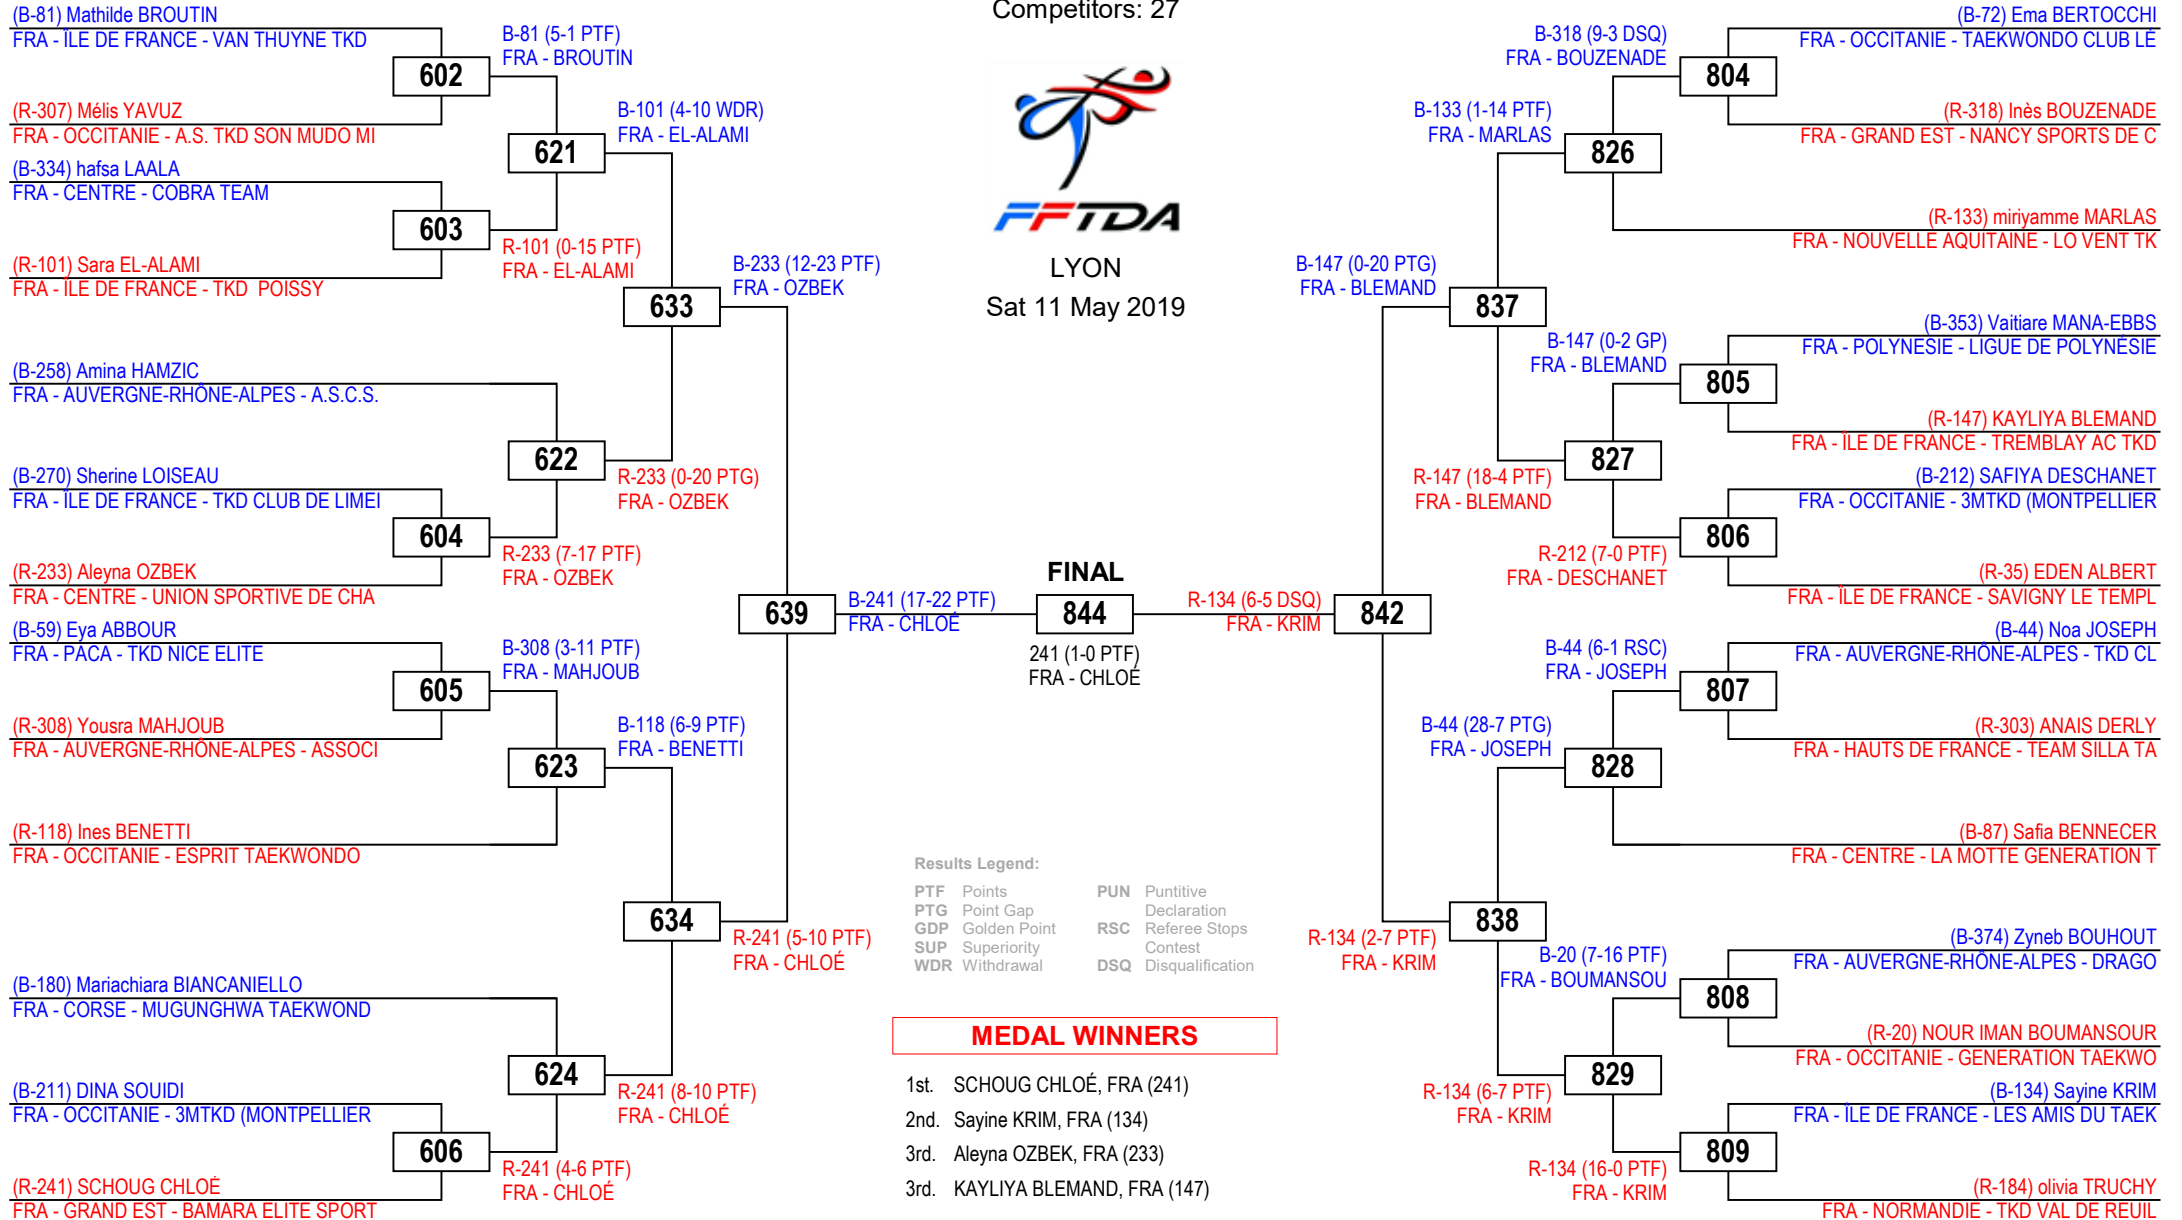 Competitors: 27
FFTDA
LYON
Sat 11 May 2019
(B-81) Mathilde BROUTIN
FRA - ÎLE DE FRANCE - VAN THUYNE TKD
602
(R-307) Mélis YAVUZ
FRA - OCCITANIE - A.S. TKD SON MUDO MI
(B-334) hafsa LAALA
FRA - CENTRE - COBRA TEAM
603
(R-101) Sara EL-ALAMI
FRA - ÎLE DE FRANCE - TKD  POISSY
(B-258) Amina HAMZIC
FRA - AUVERGNE-RHÔNE-ALPES - A.S.C.S.
(B-270) Sherine LOISEAU
FRA - ÎLE DE FRANCE - TKD CLUB DE LIMEI
604
(R-233) Aleyna OZBEK
FRA - CENTRE - UNION SPORTIVE DE CHA
(B-59) Eya ABBOUR
FRA - PACA - TKD NICE ELITE
605
(R-308) Yousra MAHJOUB
FRA - AUVERGNE-RHÔNE-ALPES - ASSOCI
(R-118) Ines BENETTI
FRA - OCCITANIE - ESPRIT TAEKWONDO
(B-180) Mariachiara BIANCANIELLO
FRA - CORSE - MUGUNGHWA TAEKWOND
(B-211) DINA SOUIDI
FRA - OCCITANIE - 3MTKD (MONTPELLIER
606
(R-241) SCHOUG CHLOÉ
FRA - GRAND EST - BAMARA ELITE SPORT
B-81 (5-1 PTF)
FRA - BROUTIN
621
R-101 (0-15 PTF)
FRA - EL-ALAMI
622
R-233 (7-17 PTF)
FRA - OZBEK
B-308 (3-11 PTF)
FRA - MAHJOUB
623
624
R-241 (4-6 PTF)
FRA - CHLOÉ
B-101 (4-10 WDR)
FRA - EL-ALAMI
633
R-233 (0-20 PTG)
FRA - OZBEK
B-118 (6-9 PTF)
FRA - BENETTI
634
R-241 (8-10 PTF)
FRA - CHLOÉ
B-233 (12-23 PTF)
FRA - OZBEK
639
R-241 (5-10 PTF)
FRA - CHLOÉ
B-241 (17-22 PTF)
FRA - CHLOÉ
FINAL
844
241 (1-0 PTF)
FRA - CHLOÉ
R-134 (6-5 DSQ)
FRA - KRIM
842
B-147 (0-20 PTG)
FRA - BLEMAND
837
R-134 (2-7 PTF)
FRA - KRIM
838
B-133 (1-14 PTF)
FRA - MARLAS
826
R-147 (18-4 PTF)
FRA - BLEMAND
827
B-44 (28-7 PTG)
FRA - JOSEPH
828
R-134 (6-7 PTF)
FRA - KRIM
829
B-318 (9-3 DSQ)
FRA - BOUZENADE
804
B-147 (0-2 GP)
FRA - BLEMAND
805
R-212 (7-0 PTF)
FRA - DESCHANET
806
B-44 (6-1 RSC)
FRA - JOSEPH
807
B-20 (7-16 PTF)
FRA - BOUMANSOU
808
R-134 (16-0 PTF)
FRA - KRIM
809
(B-72) Ema BERTOCCHI
FRA - OCCITANIE - TAEKWONDO CLUB LÉ
(R-318) Inès BOUZENADE
FRA - GRAND EST - NANCY SPORTS DE C
(R-133) miriyamme MARLAS
FRA - NOUVELLE AQUITAINE - LO VENT TK
(B-353) Vaitiare MANA-EBBS
FRA - POLYNESIE - LIGUE DE POLYNÉSIE
(R-147) KAYLIYA BLEMAND
FRA - ÎLE DE FRANCE - TREMBLAY AC TKD
(B-212) SAFIYA DESCHANET
FRA - OCCITANIE - 3MTKD (MONTPELLIER
(R-35) EDEN ALBERT
FRA - ÎLE DE FRANCE - SAVIGNY LE TEMPL
(B-44) Noa JOSEPH
FRA - AUVERGNE-RHÔNE-ALPES - TKD CL
(R-303) ANAIS DERLY
FRA - HAUTS DE FRANCE - TEAM SILLA TA
(B-87) Safia BENNECER
FRA - CENTRE - LA MOTTE GENERATION T
(B-374) Zyneb BOUHOUT
FRA - AUVERGNE-RHÔNE-ALPES - DRAGO
(R-20) NOUR IMAN BOUMANSOUR
FRA - OCCITANIE - GENERATION TAEKWO
(B-134) Sayine KRIM
FRA - ÎLE DE FRANCE - LES AMIS DU TAEK
(R-184) olivia TRUCHY
FRA - NORMANDIE - TKD VAL DE REUIL
Results Legend:
PTF Points
PTG Point Gap
GDP Golden Point
SUP Superiority
WDR Withdrawal
PUN Puntitive
Declaration
RSC Referee Stops
Contest
DSQ Disqualification
MEDAL WINNERS
1st. SCHOUG CHLOÉ, FRA (241)
2nd. Sayine KRIM, FRA (134)
3rd. Aleyna OZBEK, FRA (233)
3rd. KAYLIYA BLEMAND, FRA (147)